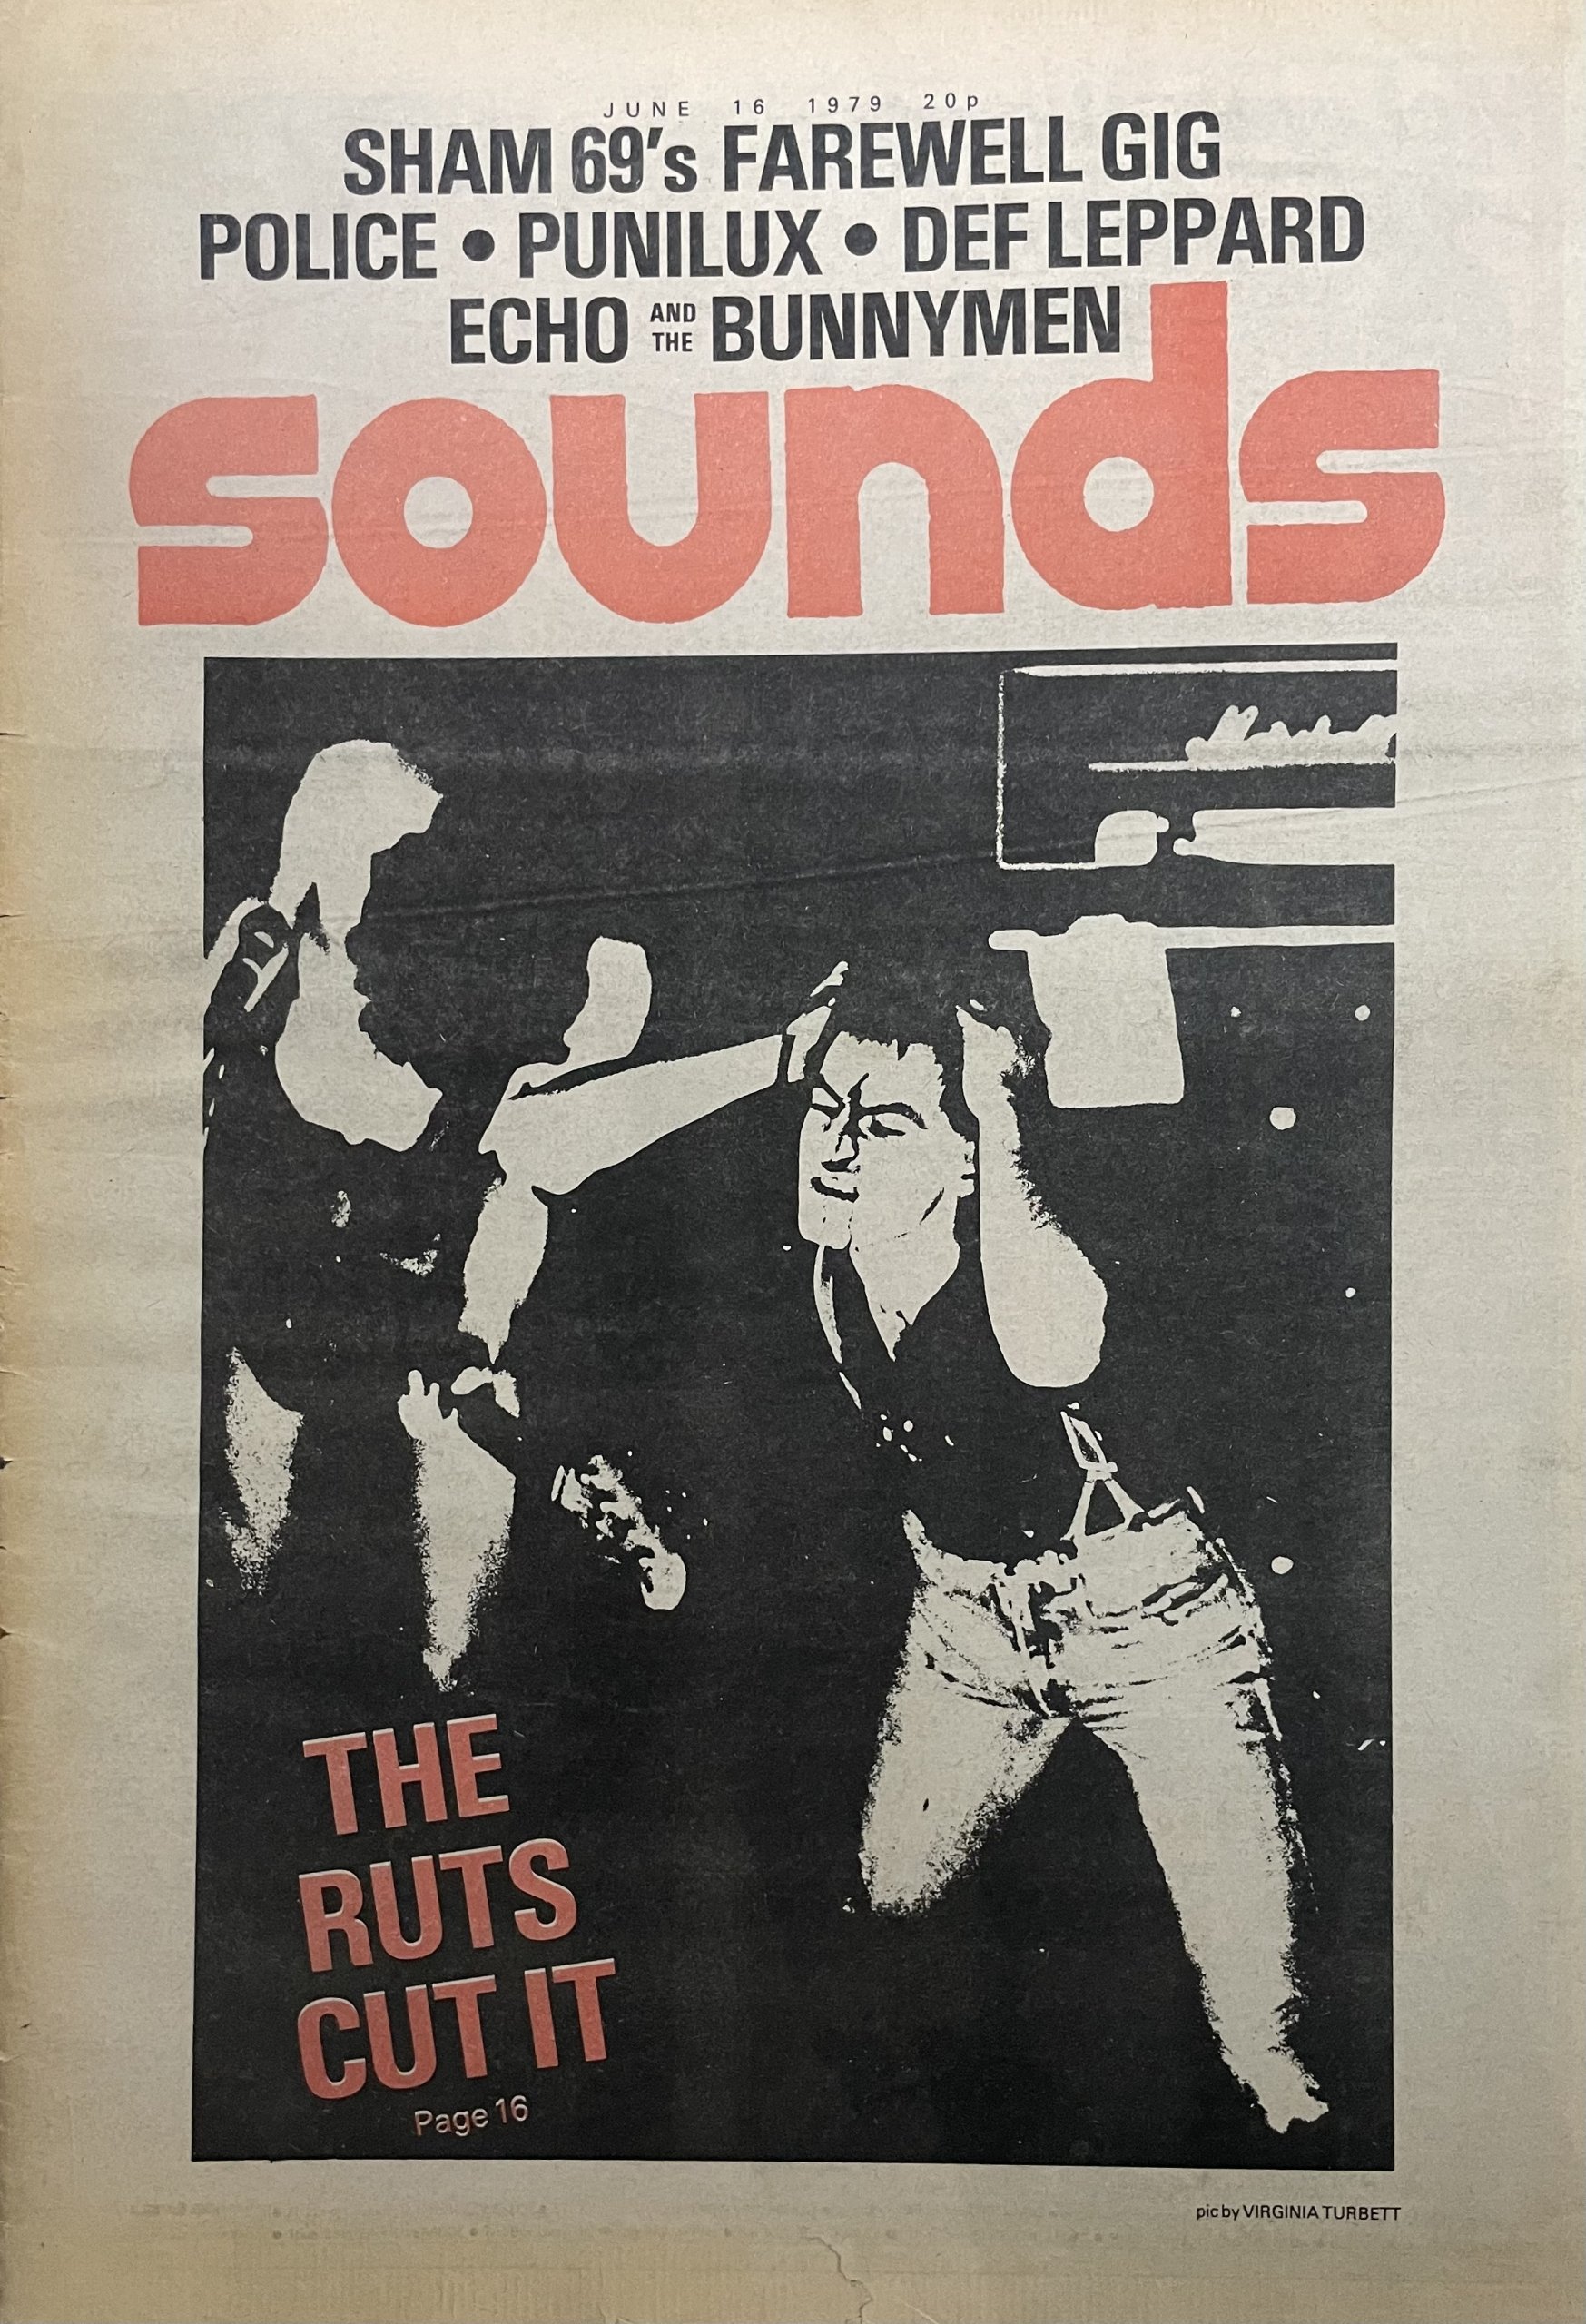 JUNE 16 1979 20p
SHAM 69's FAREWELL GIG
POLICE • PUNILUX • DEF LEPPARD
ECHO AND THE BUNNYMEN
sounds
THE
RUTS
CUT IT
Page 16
pic by VIRGINIA TURBETT